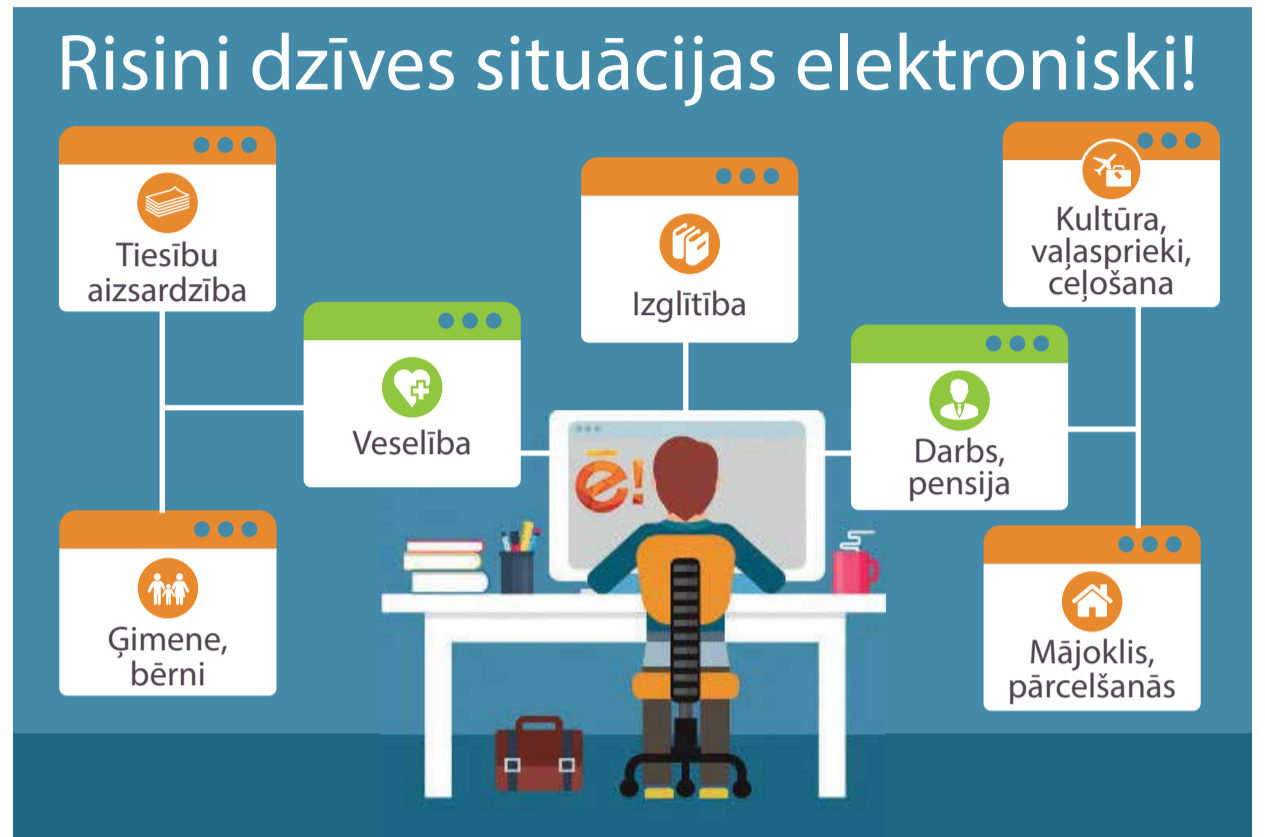 Risini dzīves situācijas elektroniski!
Tiesību
aizsardzība
Veselība
Ģimene,
bērni
Izglītība
ē!
Kultūra,
vaļasprieki,
ceļošana
Darbs,
pensija
Mājoklis,
pārcelšanās